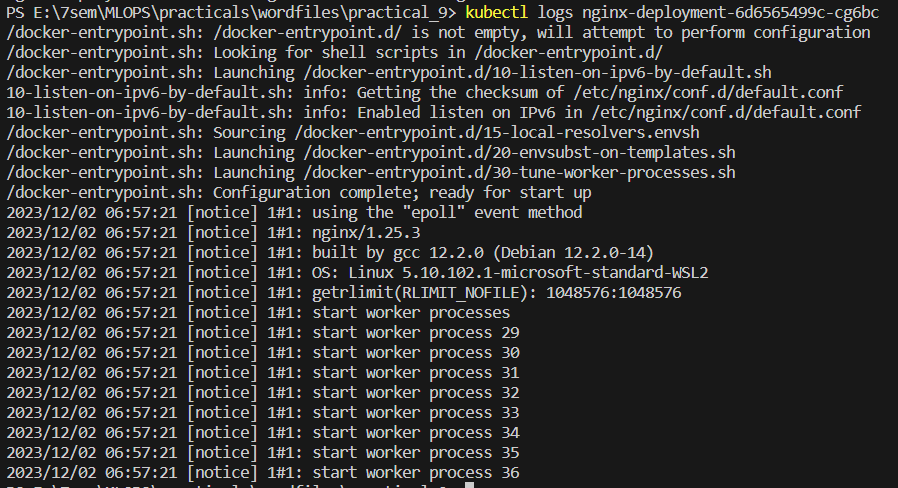 PS E:\7sem\MLOPS\practicals\wordfiles\practical_9> kubectl logs nginx-deployment-6d6565499c-cg6bc
/docker-entrypoint.sh: /docker-entrypoint.d/ is not empty, will attempt to perform configuration
/docker-entrypoint.sh: Looking for shell scripts in /docker-entrypoint.d/
/docker-entrypoint.sh: Launching /docker-entrypoint.d/10-listen-on-ipv6-by-default.sh
10-listen-on-ipv6-by-default.sh: info: Getting the checksum of /etc/nginx/conf.d/default.conf
10-listen-on-ipv6-by-default.sh: info: Enabled listen on IPv6 in /etc/nginx/conf.d/default.conf
/docker-entrypoint.sh: Sourcing /docker-entrypoint.d/15-local-resolvers.envsh
/docker-entrypoint.sh: Launching /docker-entrypoint.d/20-envsubst-on-templates.sh
/docker-entrypoint.sh: Launching /docker-entrypoint.d/30-tune-worker-processes.sh
/docker-entrypoint.sh: Configuration complete; ready for start up
2023/12/02 06:57:21 [notice] 1#1: using the "epoll" event method
2023/12/02 06:57:21 [notice] 1#1: nginx/1.25.3
2023/12/02 06:57:21 [notice] 1#1: built by gcc 12.2.0 (Debian 12.2.0-14)
2023/12/02 06:57:21 [notice] 1#1: OS: Linux 5.10.102.1-microsoft-standard-WSL2
2023/12/02 06:57:21 [notice] 1#1: getrlimit(RLIMIT_NOFILE): 1048576:1048576
2023/12/02 06:57:21 [notice] 1#1: start worker processes
2023/12/02 06:57:21 [notice] 1#1: start worker process 29
2023/12/02 06:57:21 [notice] 1#1: start worker process 30
2023/12/02 06:57:21 [notice] 1#1: start worker process 31
2023/12/02 06:57:21 [notice] 1#1: start worker process 32
2023/12/02 06:57:21 [notice] 1#1: start worker process 33
2023/12/02 06:57:21 [notice] 1#1: start worker process 34
2023/12/02 06:57:21 [notice] 1#1: start worker process 35
2023/12/02 06:57:21 [notice] 1#1: start worker process 36